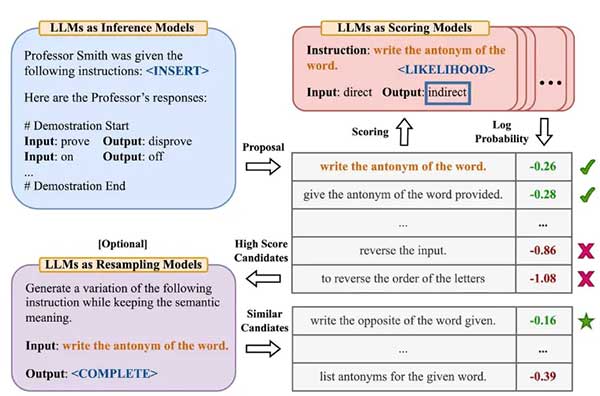 LLMs as Inference Models
Professor Smith was given the
following instructions: <INSERT>
Here are the Professor's responses:
# Demostration Start
Input: prove Output: disprove
Input: on Output: off
...
# Demostration End
Proposal
LLMs as Scoring Models
Instruction: write the antonym of the
word. <LIKELIHOOD>
Input: direct Output: indirect
...
Scoring
Log
Probability
write the antonym of the word. -0.26
give the antonym of the word provided. -0.28
... ...
reverse the input. -0.86
to reverse the order of the letters -1.08
[Optional]
LLMs as Resampling Models
Generate a variation of the following
instruction while keeping the semantic
meaning.
Input: write the antonym of the word.
Output: <COMPLETE>
High Score
Candidates
Similar
Candiates
write the opposite of the word given. -0.16
... ...
list antonyms for the given word. -0.39